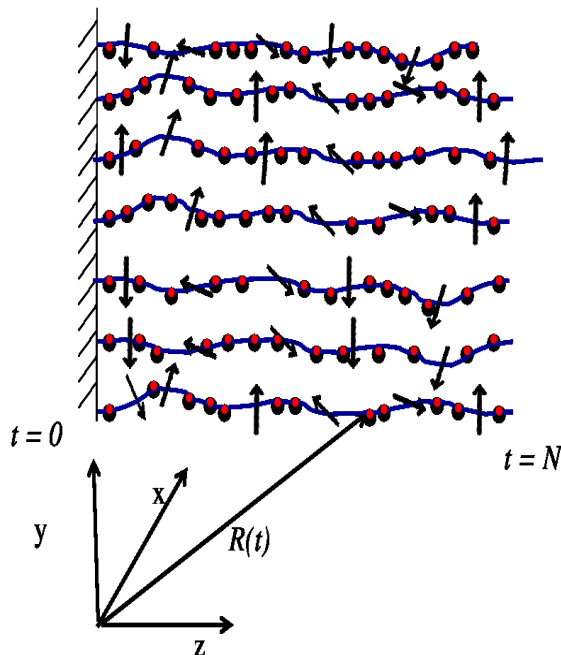 t = 0
t = N
x
y
R(t)
z